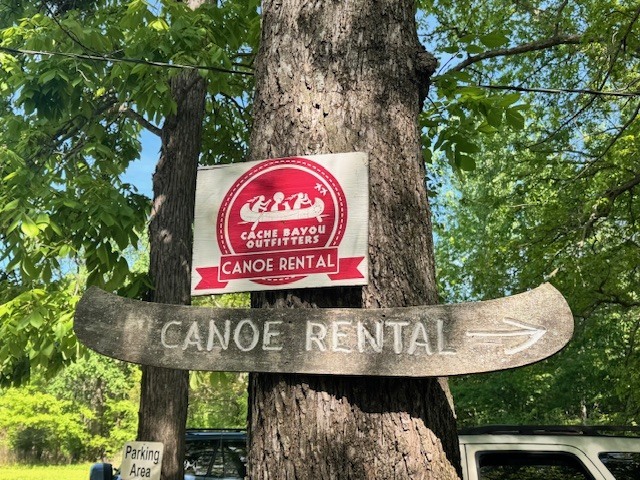 CACHE BAYOU
OUTFITTERS
CANOE RENTAL
CANOE RENTAL
Parking
Area